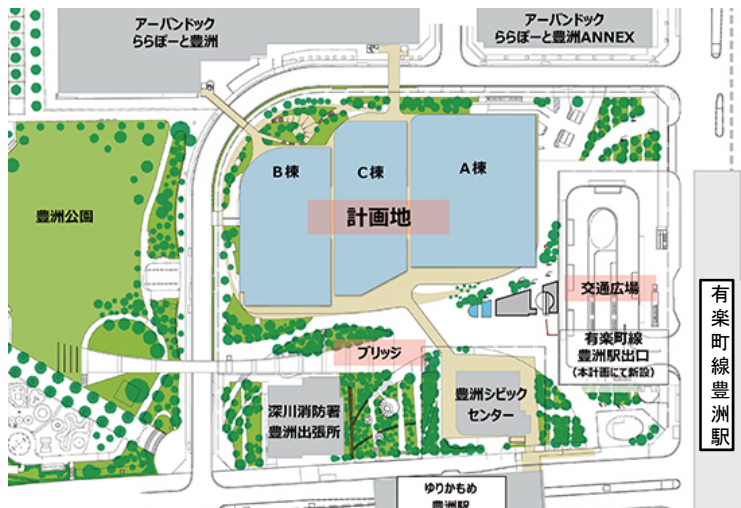 アーバンドック
ららぽーと豊洲
アーバンドック
ららぽーと豊洲ANNEX
B棟
C棟
A棟
計画地
豊洲公園
交通広場
有楽町線
豊洲駅出口
（本計画にて新設）
有楽町線豊洲駅
ブリッジ
豊洲シビック
センター
深川消防署
豊洲出張所
ゆりかもめ
豊洲駅